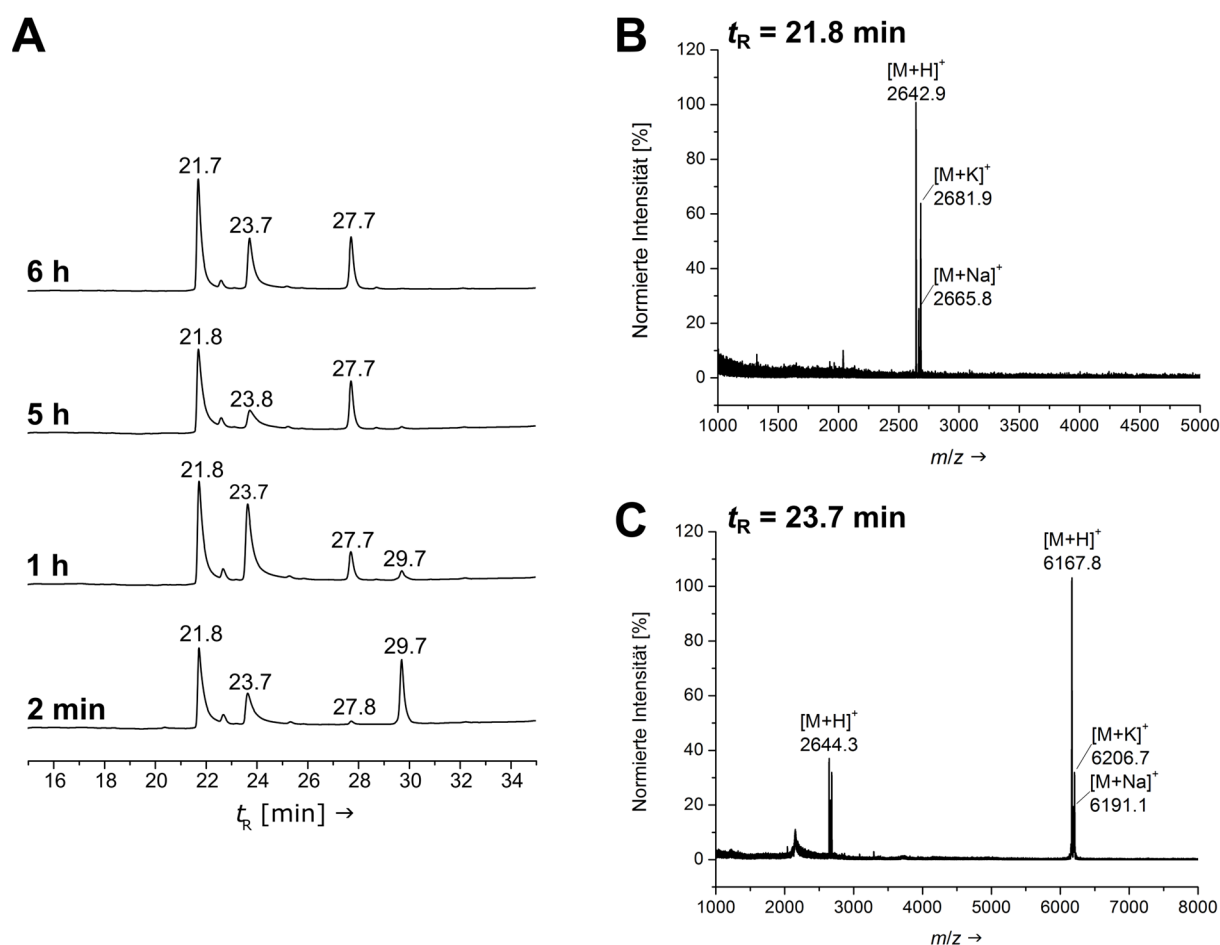 A
6 h
21.7
23.7
27.7
5 h
21.8
23.8
27.7
1 h
21.8
23.7
27.7
29.7
2 min
21.8
23.7
27.8
29.7
16 18 20 22 24 26 28 30 32 34
tR [min] →
B
tR = 21.8 min
Normierte Intensität [%]
120
100
80
60
40
20
0
[M+H]+
2642.9
[M+K]+
2681.9
[M+Na]+
2665.8
1000 1500 2000 2500 3000 3500 4000 4500 5000
m/z →
C
tR = 23.7 min
Normierte Intensität [%]
120
100
80
60
40
20
0
[M+H]+
6167.8
[M+H]+
2644.3
[M+K]+
6206.7
[M+Na]+
6191.1
1000 2000 3000 4000 5000 6000 7000 8000
m/z →